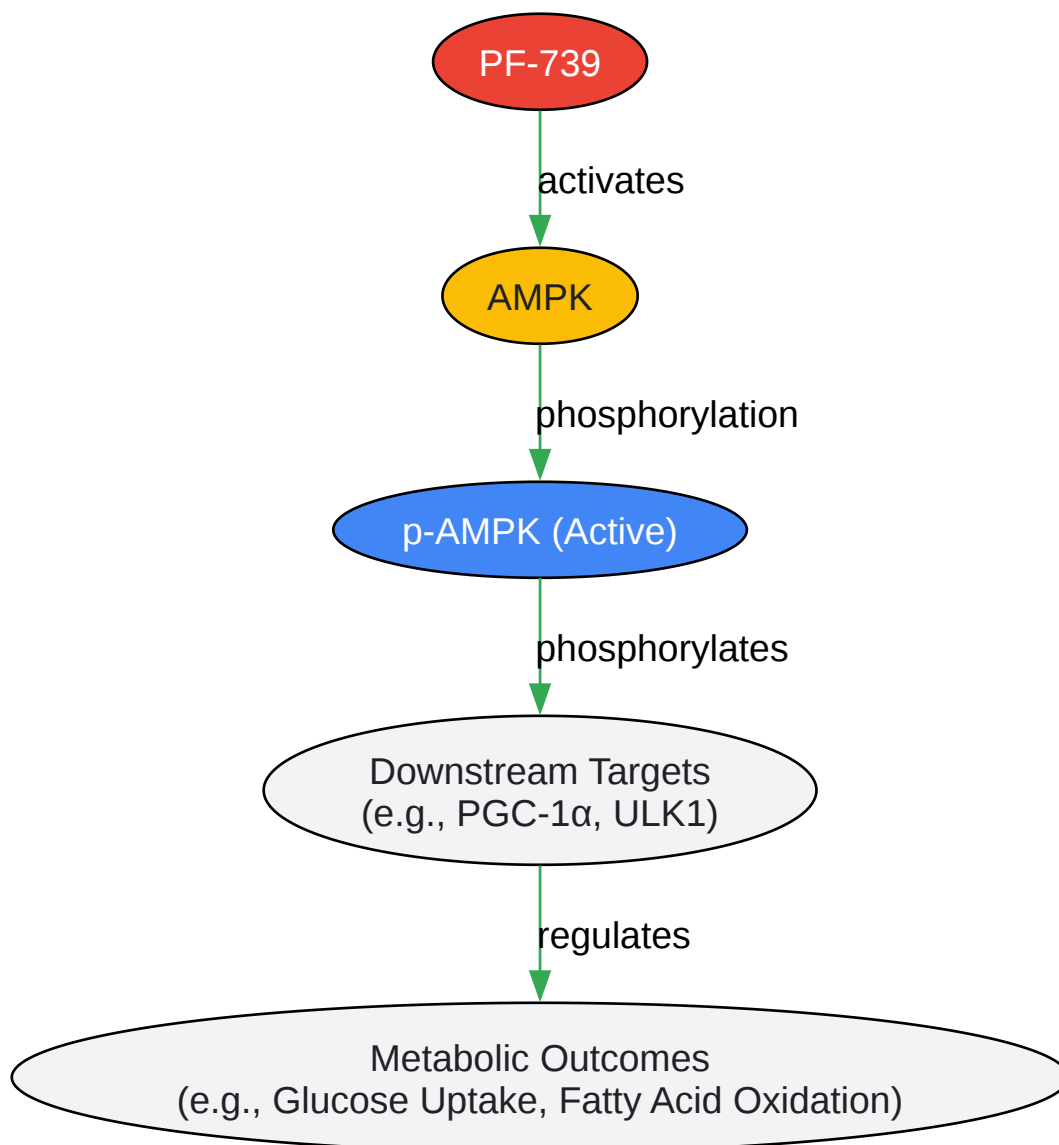 PF-739
activates
AMPK
phosphorylation
p-AMPK (Active)
phosphorylates
Downstream Targets
(e.g., PGC-1α, ULK1)
regulates
Metabolic Outcomes
(e.g., Glucose Uptake, Fatty Acid Oxidation)